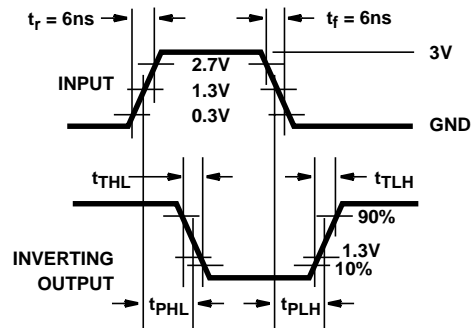 tr = 6ns
tf = 6ns
3V
2.7V
INPUT
1.3V
0.3V
GND
tTHL
tTLH
90%
INVERTING
OUTPUT
1.3V
10%
tPHL
tPLH